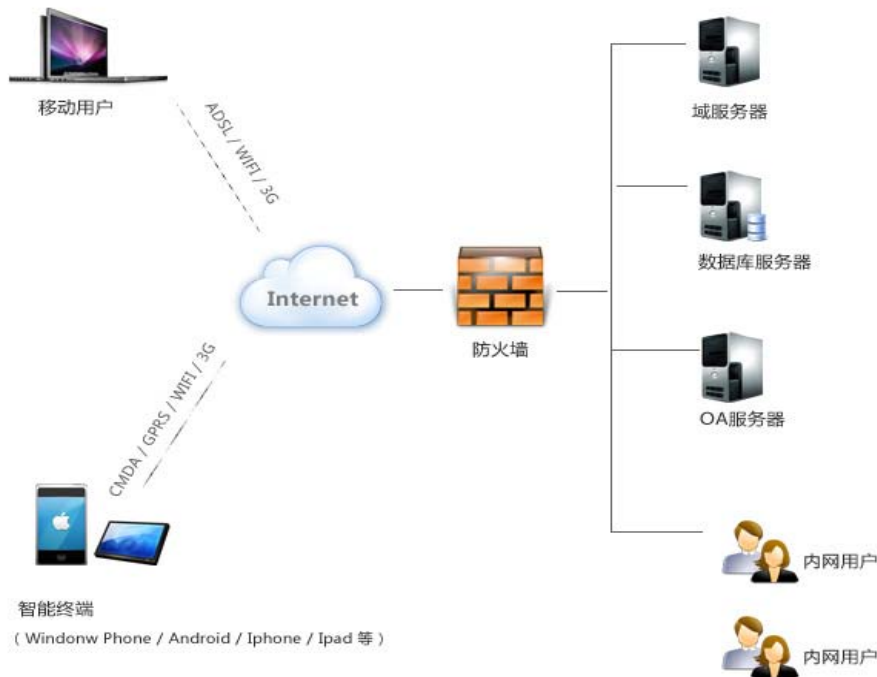 移动用户
ADSL / WIFI / 3G
域服务器
数据库服务器
Internet
防火墙
OA服务器
CMDA / GPRS / WIFI / 3G
内网用户
智能终端
( Windonw Phone / Android / Iphone / Ipad 等 )
内网用户